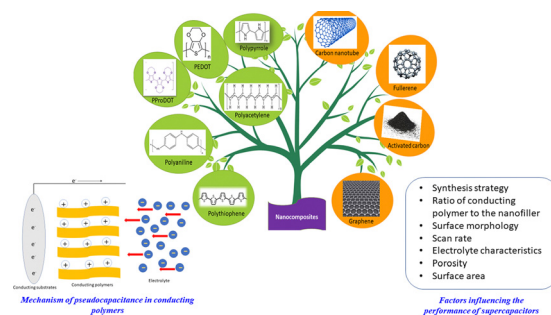 Polypyrrole
Carbon nanotube
PEDOT
Fullerene
PProDOT
Polyacetylene
Activated carbon
Polyaniline
Polythiophene
Nanocomposites
Graphene
e⁻
e⁻
e⁻
e⁻
e⁻
e⁻
Conducting substrates
Conducting polymers
Electrolyte
Mechanism of pseudocapacitance in conducting
polymers
• Synthesis strategy
• Ratio of conducting
polymer to the nanofiller
• Surface morphology
• Scan rate
• Electrolyte characteristics
• Porosity
• Surface area
Factors influencing the
performance of supercapacitors